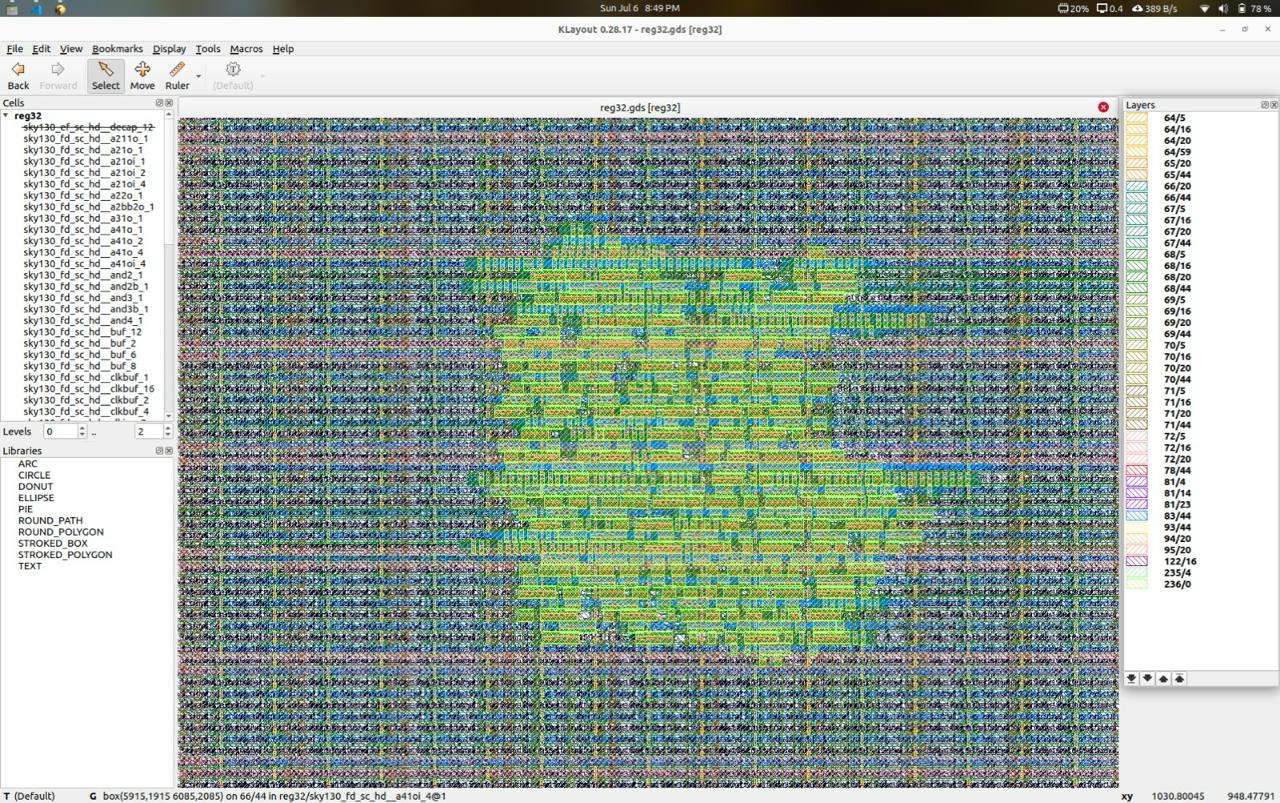 Sun Jul 6 8:49 PM
20% 0.4 389 B/s 78 %
KLayout 0.28.17 - reg32.gds [reg32]
File Edit View Bookmarks Display Tools Macros Help
Back Forward Select Move Ruler (Default)
Cells
reg32
sky130_ef_sc_hd__decap_12
sky130_fd_sc_hd__a211o_1
sky130_fd_sc_hd__a21o_1
sky130_fd_sc_hd__a21oi_1
sky130_fd_sc_hd__a21oi_2
sky130_fd_sc_hd__a21oi_4
sky130_fd_sc_hd__a22o_1
sky130_fd_sc_hd__a2bb2o_1
sky130_fd_sc_hd__a31o_1
sky130_fd_sc_hd__a41o_1
sky130_fd_sc_hd__a41o_2
sky130_fd_sc_hd__a41o_4
sky130_fd_sc_hd__a41oi_4
sky130_fd_sc_hd__and2_1
sky130_fd_sc_hd__and2b_1
sky130_fd_sc_hd__and3_1
sky130_fd_sc_hd__and3b_1
sky130_fd_sc_hd__and4_1
sky130_fd_sc_hd__buf_12
sky130_fd_sc_hd__buf_2
sky130_fd_sc_hd__buf_6
sky130_fd_sc_hd__buf_8
sky130_fd_sc_hd__clkbuf_1
sky130_fd_sc_hd__clkbuf_16
sky130_fd_sc_hd__clkbuf_2
sky130_fd_sc_hd__clkbuf_4
Levels 0 .. 2
Libraries
ARC
CIRCLE
DONUT
ELLIPSE
PIE
ROUND_PATH
ROUND_POLYGON
STROKED_BOX
STROKED_POLYGON
TEXT
reg32.gds [reg32]
Layers
64/5
64/16
64/20
64/59
65/20
65/44
66/20
66/44
67/5
67/16
67/20
67/44
68/5
68/16
68/20
68/44
69/5
69/16
69/20
69/44
70/5
70/16
70/20
70/44
71/5
71/16
71/20
71/44
72/5
72/16
72/20
78/44
81/4
81/14
81/23
83/44
93/44
94/20
95/20
122/16
235/4
236/0
T (Default) G box(5915,1915 6085,2085) on 66/44 in reg32/sky130_fd_sc_hd__a41oi_4@1 xy 1030.80045 948.47791